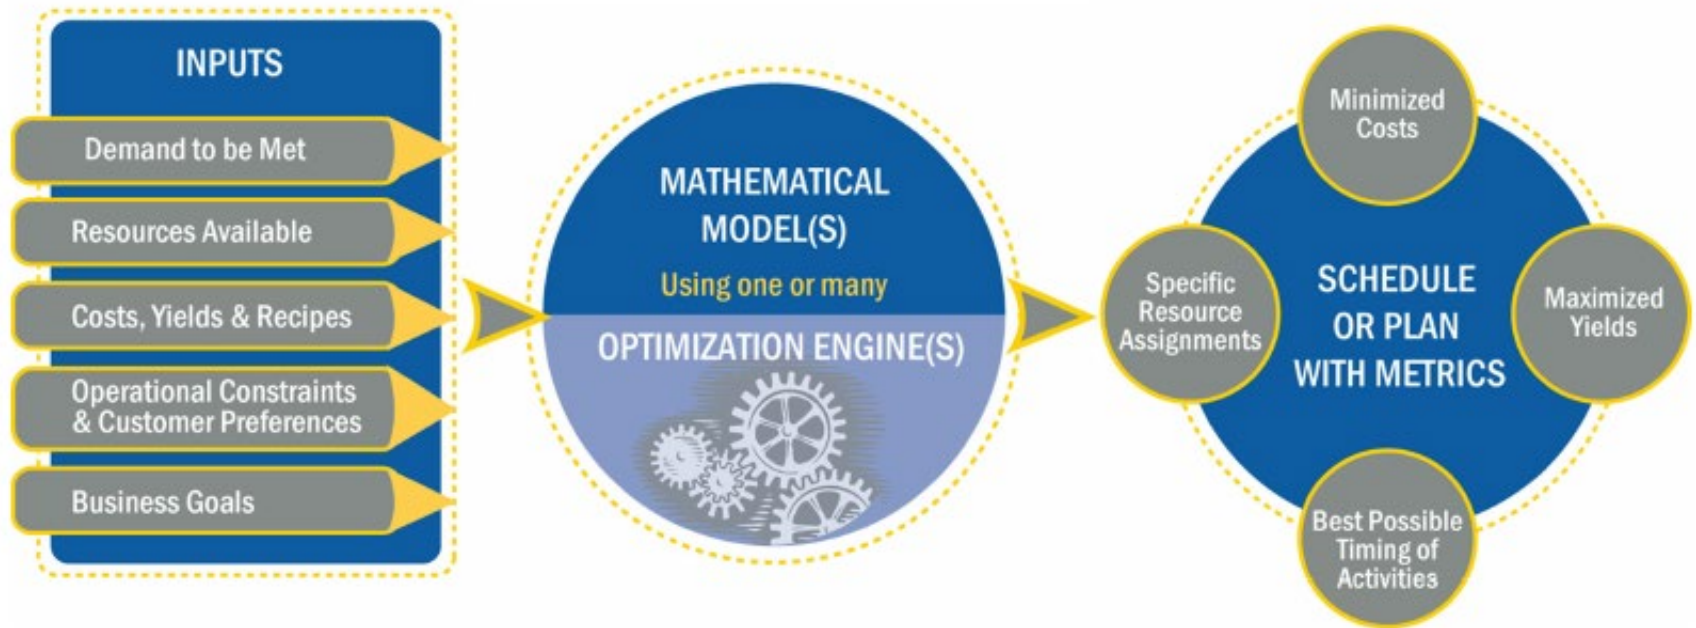 INPUTS
Demand to be Met
Resources Available
Costs, Yields & Recipes
Operational Constraints
& Customer Preferences
Business Goals
MATHEMATICAL
MODEL(S)
Using one or many
OPTIMIZATION ENGINE(S)
Minimized
Costs
Specific
Resource
Assignments
SCHEDULE
OR PLAN
WITH METRICS
Maximized
Yields
Best Possible
Timing of
Activities